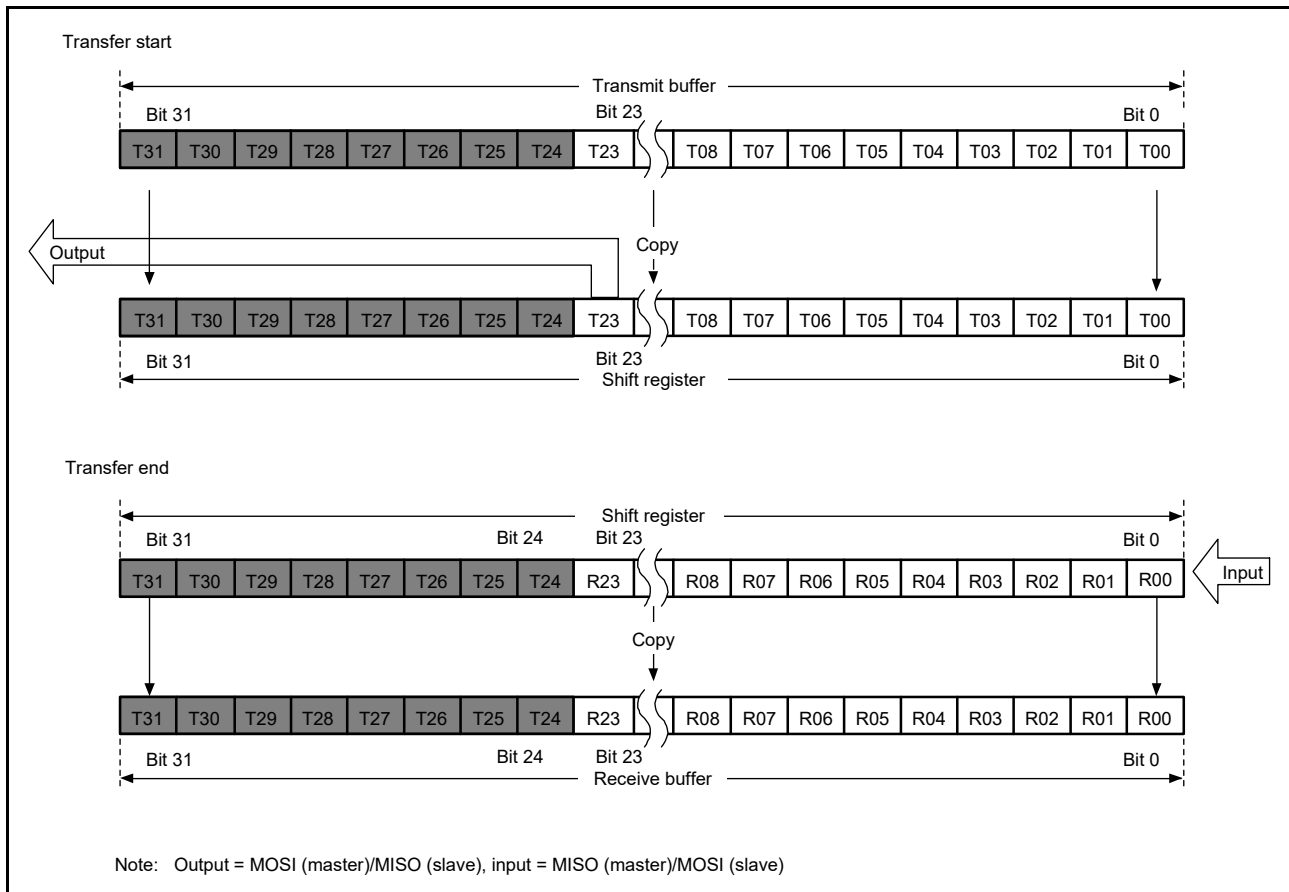 Transfer start
Transmit buffer
Bit 31 Bit 23 Bit 0
T31 T30 T29 T28 T27 T26 T25 T24 T23 T08 T07 T06 T05 T04 T03 T02 T01 T00
Output Copy
T31 T30 T29 T28 T27 T26 T25 T24 T23 T08 T07 T06 T05 T04 T03 T02 T01 T00
Bit 31 Bit 23 Bit 0
Shift register
Transfer end
Shift register
Bit 31 Bit 24 Bit 23 Bit 0
T31 T30 T29 T28 T27 T26 T25 T24 R23 R08 R07 R06 R05 R04 R03 R02 R01 R00 Input
Copy
T31 T30 T29 T28 T27 T26 T25 T24 R23 R08 R07 R06 R05 R04 R03 R02 R01 R00
Bit 31 Bit 24 Bit 23 Bit 0
Receive buffer
Note: Output = MOSI (master)/MISO (slave), input = MISO (master)/MOSI (slave)